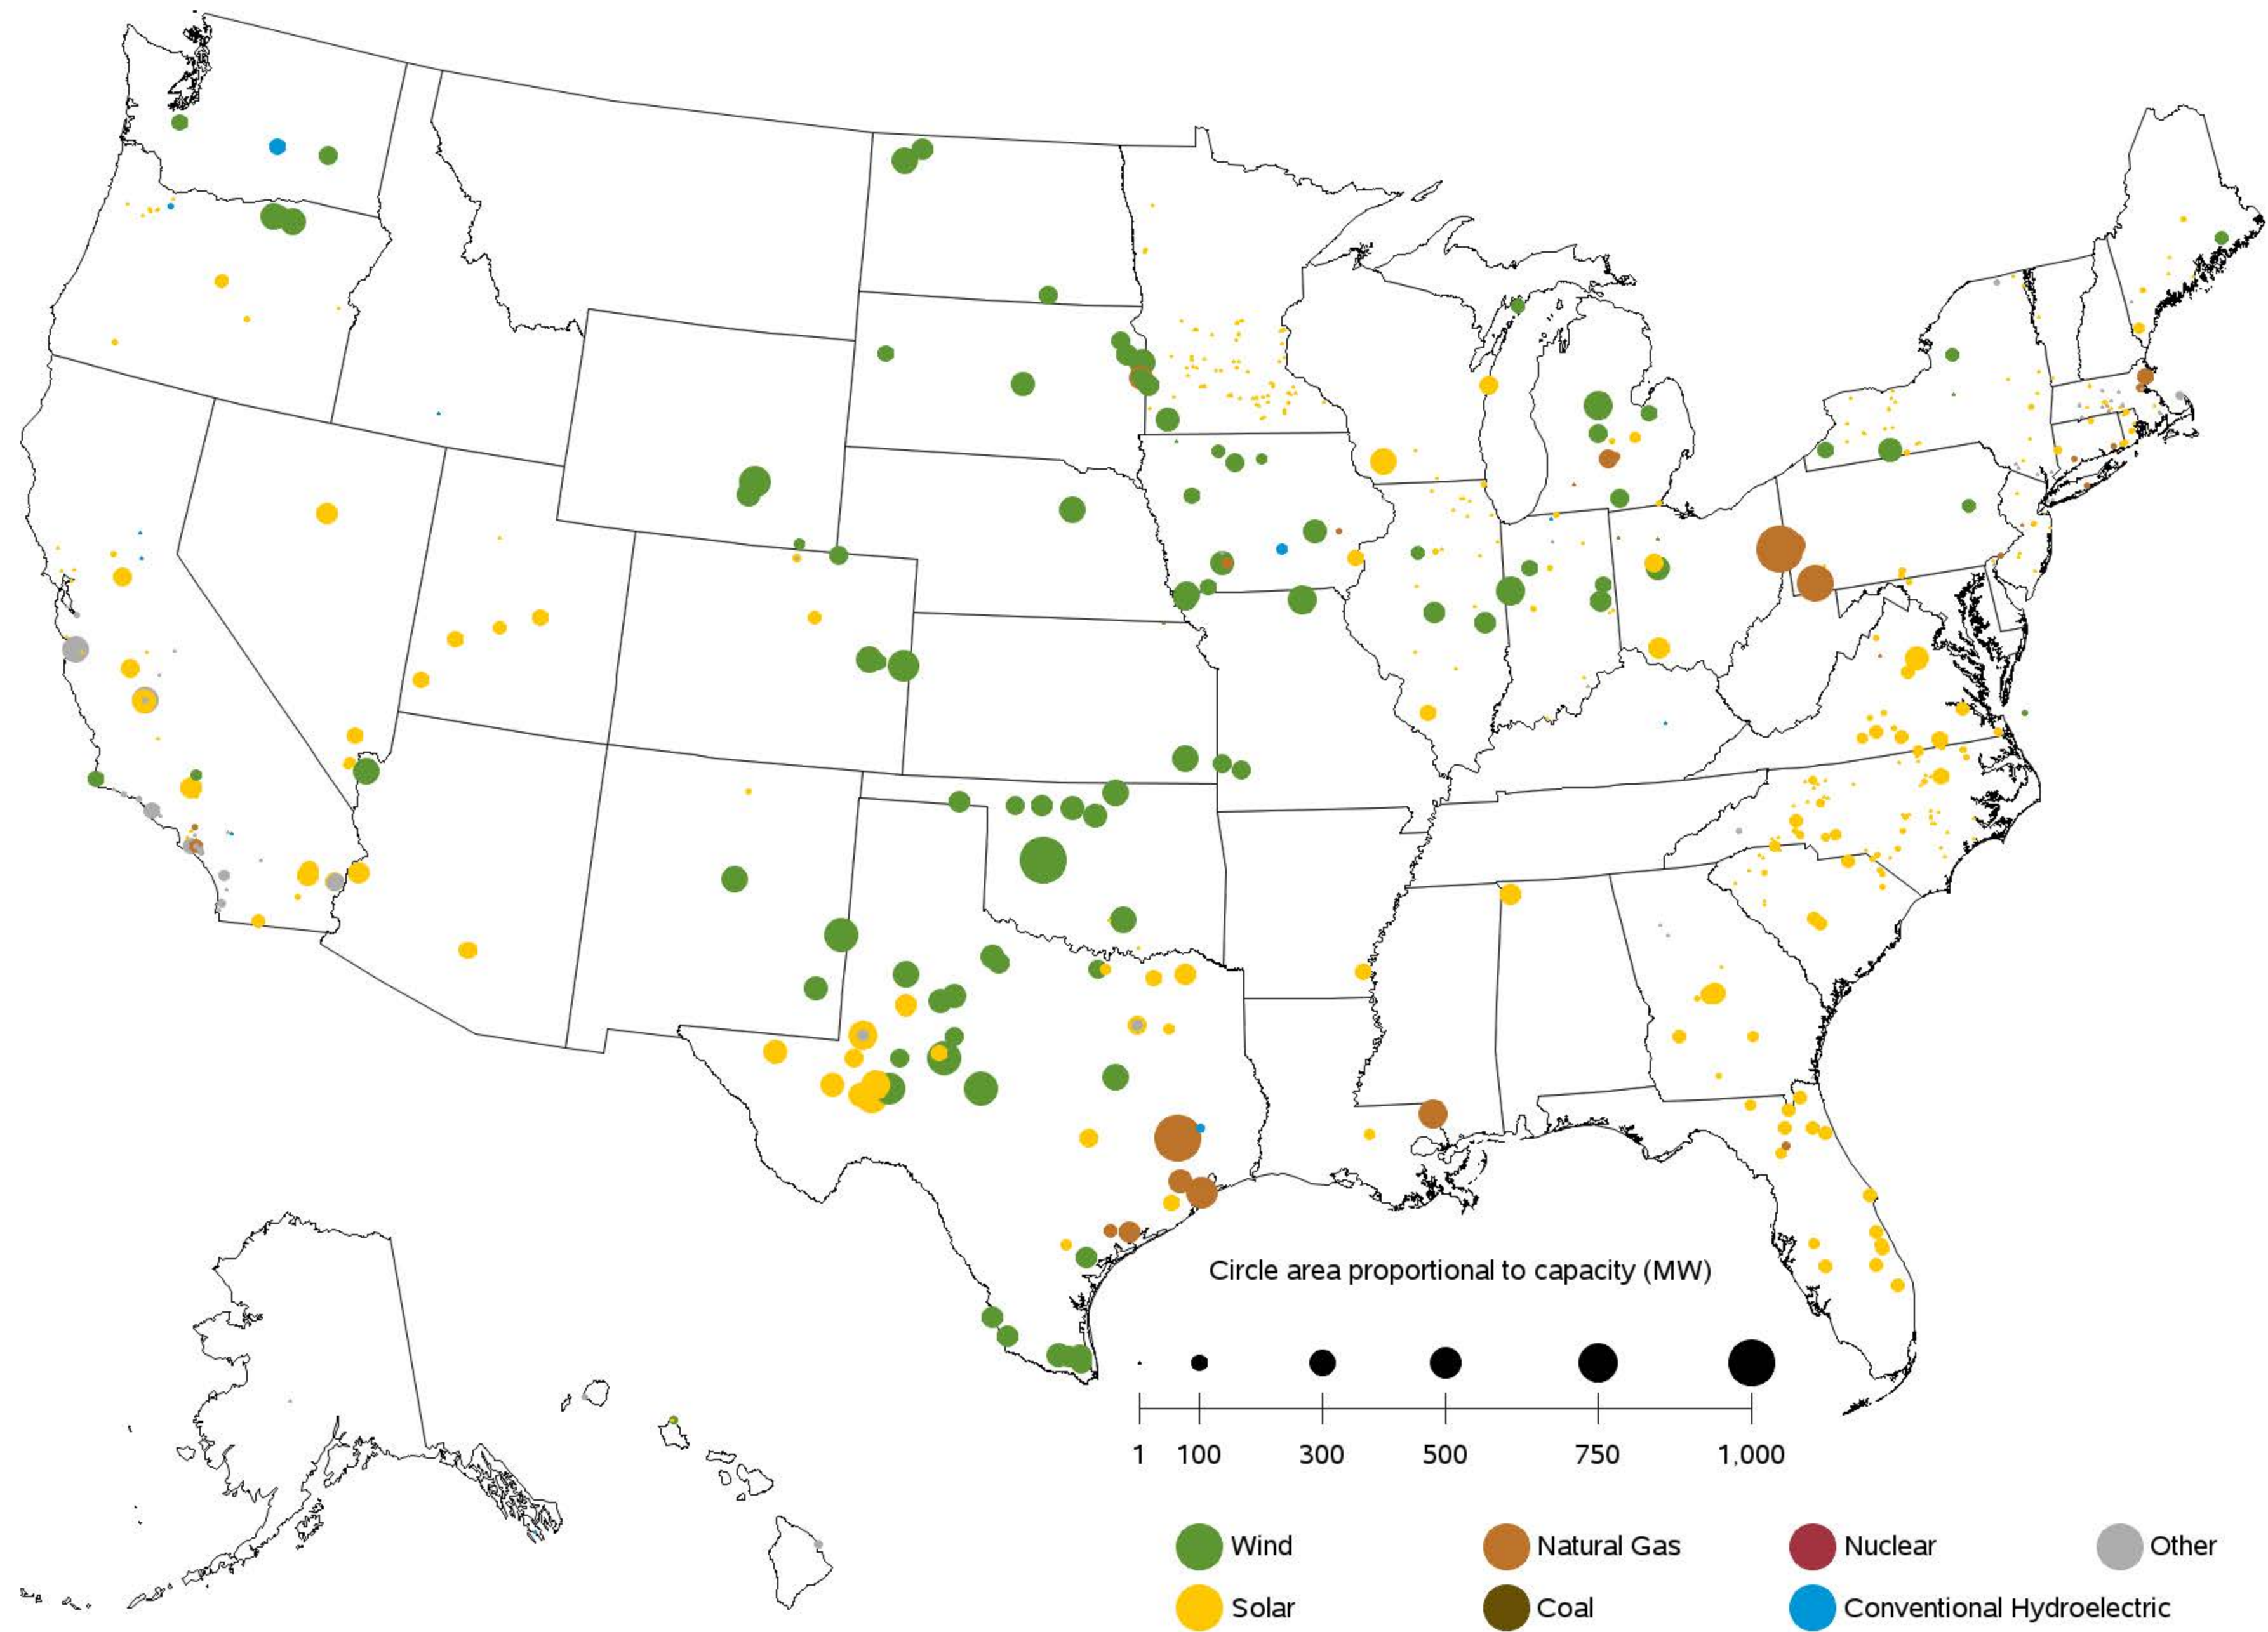 Circle area proportional to capacity (MW)
1 100 300 500 750 1,000
Wind Natural Gas Nuclear Other
Solar Coal Conventional Hydroelectric